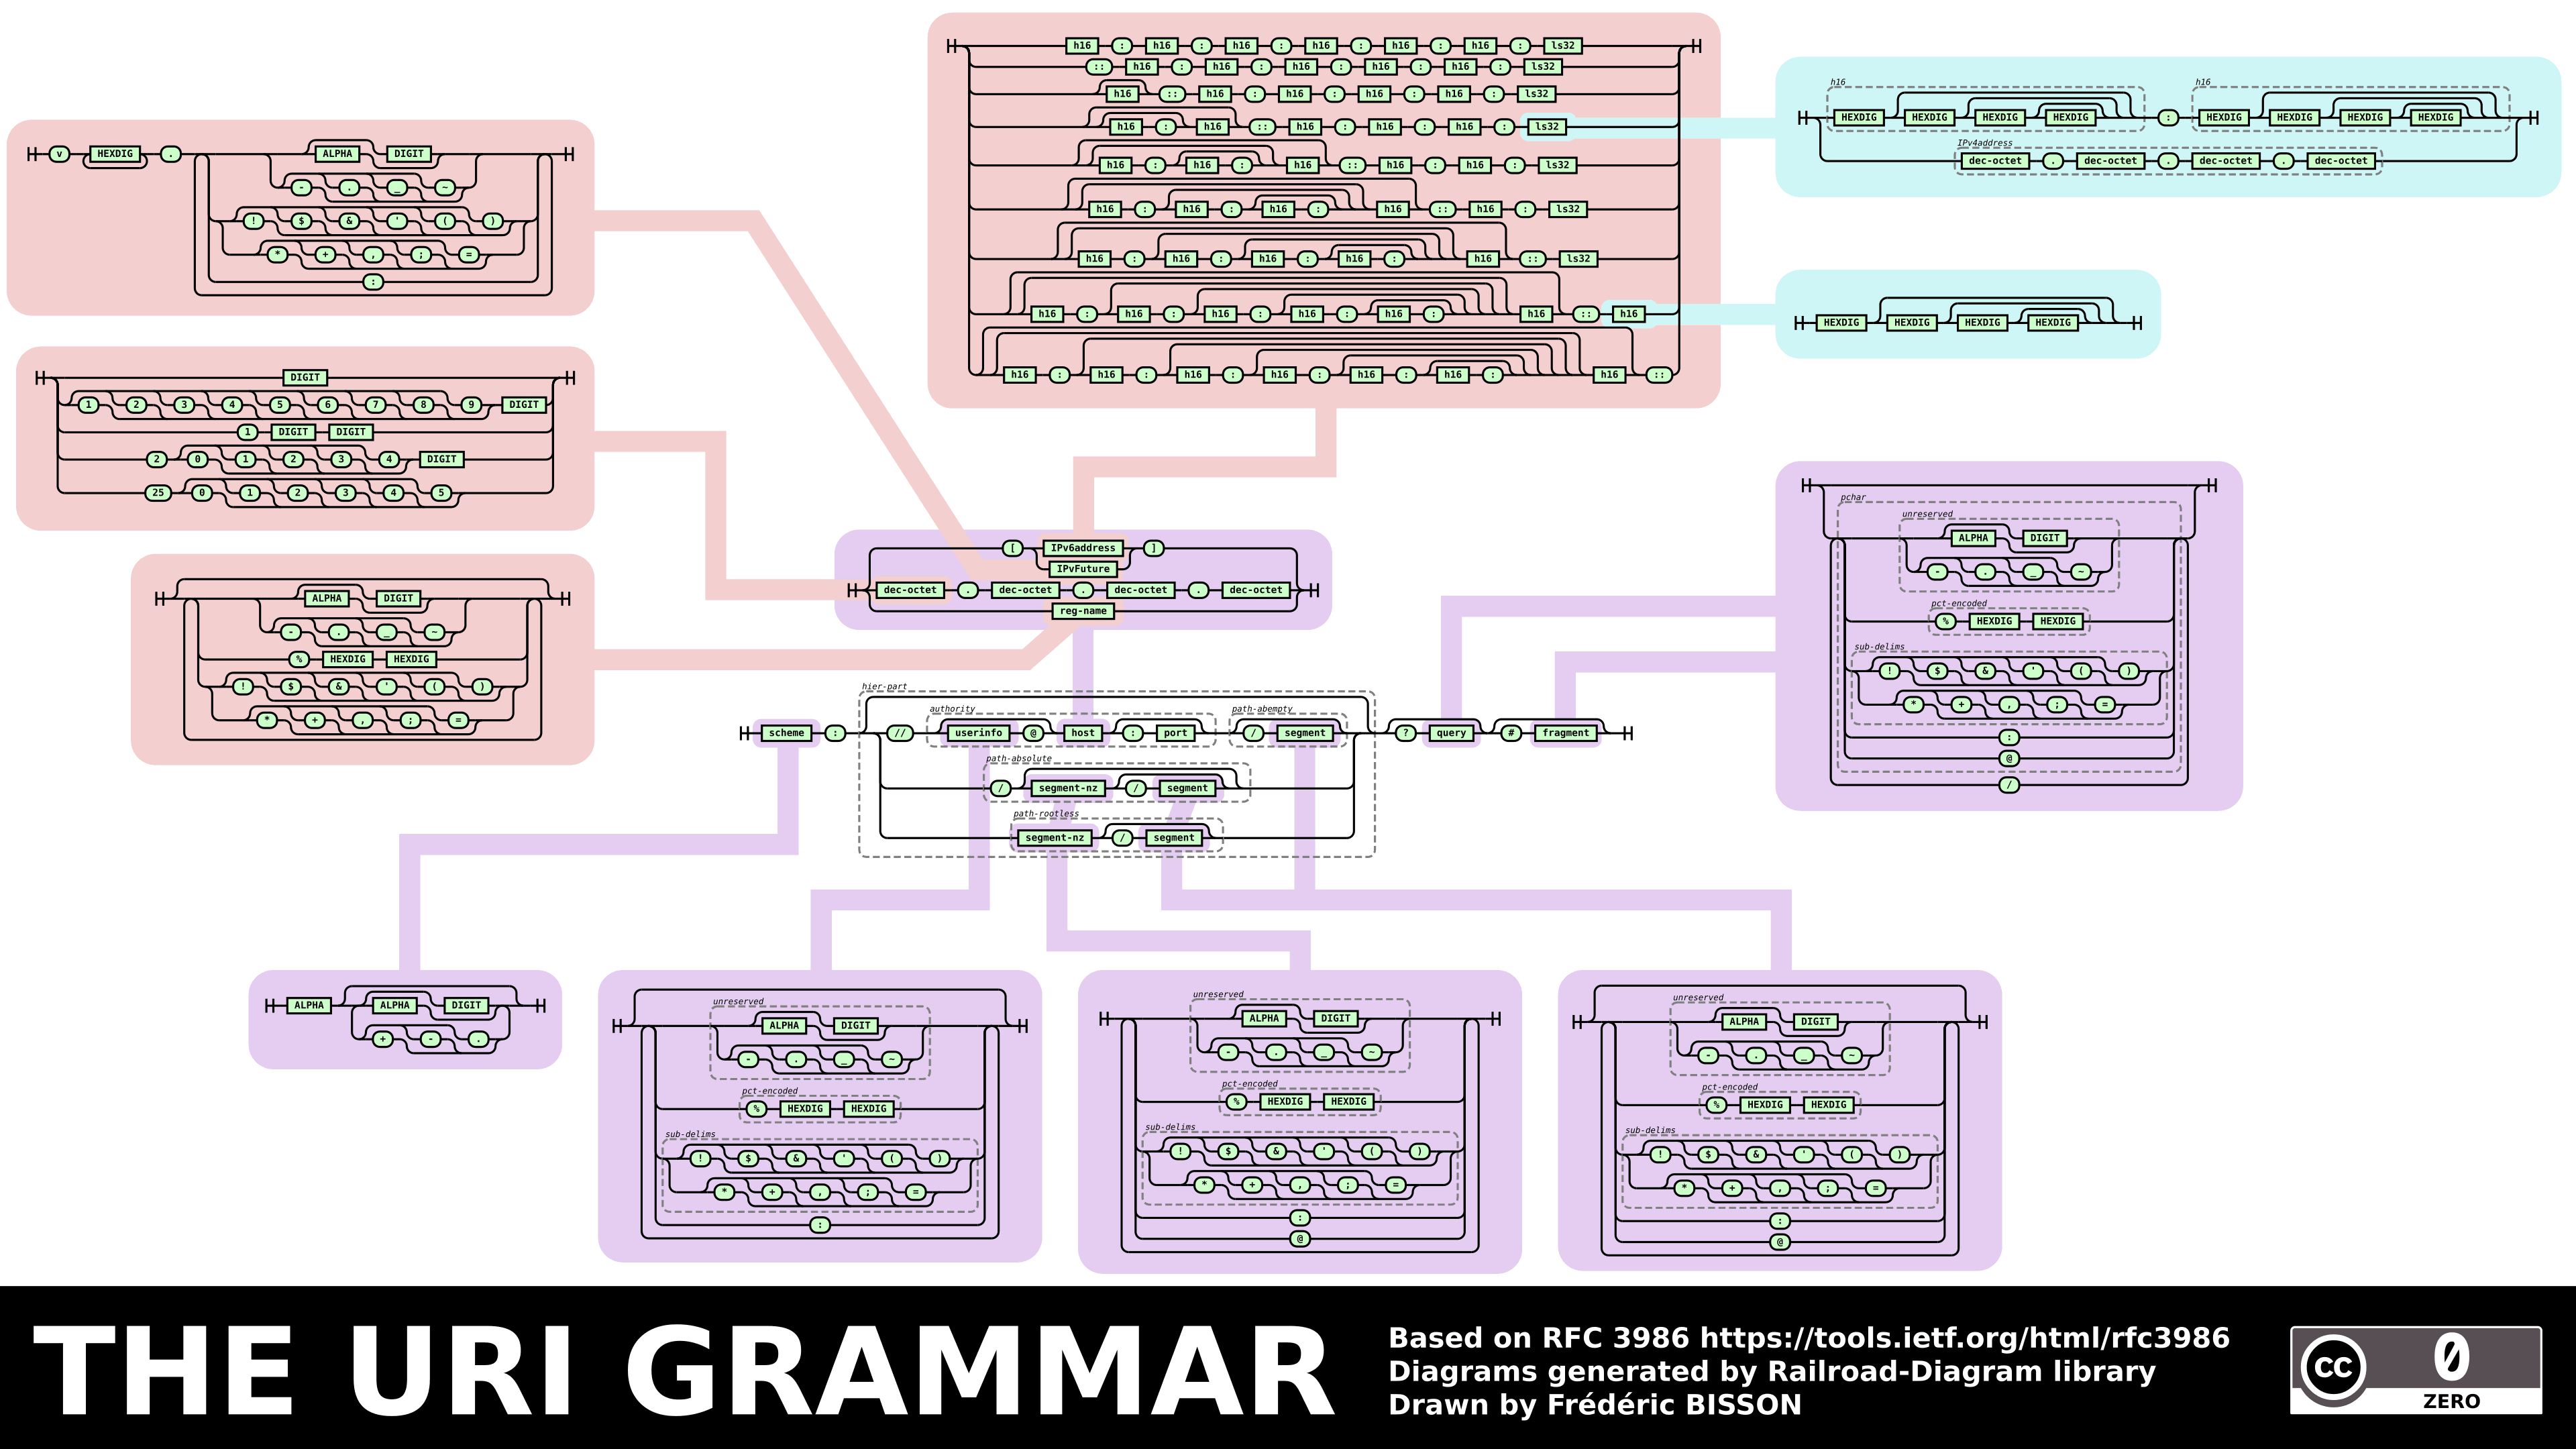 h16 : h16 : h16 : h16 : h16 : h16 : ls32
:: h16 : h16 : h16 : h16 : h16 : ls32
h16 :: h16 : h16 : h16 : h16 : ls32
h16 : h16 :: h16 : h16 : h16 : ls32
h16 : h16 : h16 :: h16 : h16 : ls32
h16 : h16 : h16 : h16 :: h16 : ls32
h16 : h16 : h16 : h16 : h16 :: ls32
h16 : h16 : h16 : h16 : h16 : h16 :: h16
h16 : h16 : h16 : h16 : h16 : h16 : h16 ::
h16 h16
HEXDIG HEXDIG HEXDIG HEXDIG : HEXDIG HEXDIG HEXDIG HEXDIG
IPv4address
dec-octet . dec-octet . dec-octet . dec-octet
HEXDIG HEXDIG HEXDIG HEXDIG
v HEXDIG . ALPHA DIGIT
- . _ ~
! $ & ' ( )
* + , ; =
:
DIGIT
1 2 3 4 5 6 7 8 9 DIGIT
1 DIGIT DIGIT
2 0 1 2 3 4 DIGIT
25 0 1 2 3 4 5
ALPHA DIGIT
- . _ ~
% HEXDIG HEXDIG
! $ & ' ( )
* + , ; =
[ IPv6address ]
IPvFuture
dec-octet . dec-octet . dec-octet . dec-octet
reg-name
pchar
unreserved
ALPHA DIGIT
- . _ ~
pct-encoded
% HEXDIG HEXDIG
sub-delims
! $ & ' ( )
* + , ; =
:
@
/
hier-part
authority path-abempty
scheme : // userinfo @ host : port / segment ? query # fragment
path-absolute
/ segment-nz / segment
path-rootless
segment-nz / segment
ALPHA ALPHA DIGIT
+ - .
unreserved
ALPHA DIGIT
- . _ ~
pct-encoded
% HEXDIG HEXDIG
sub-delims
! $ & ' ( )
* + , ; =
:
unreserved
ALPHA DIGIT
- . _ ~
pct-encoded
% HEXDIG HEXDIG
sub-delims
! $ & ' ( )
* + , ; =
:
@
unreserved
ALPHA DIGIT
- . _ ~
pct-encoded
% HEXDIG HEXDIG
sub-delims
! $ & ' ( )
* + , ; =
:
@
THE URI GRAMMAR
Based on RFC 3986 https://tools.ietf.org/html/rfc3986
Diagrams generated by Railroad-Diagram library
Drawn by Frédéric BISSON
cc 0
ZERO